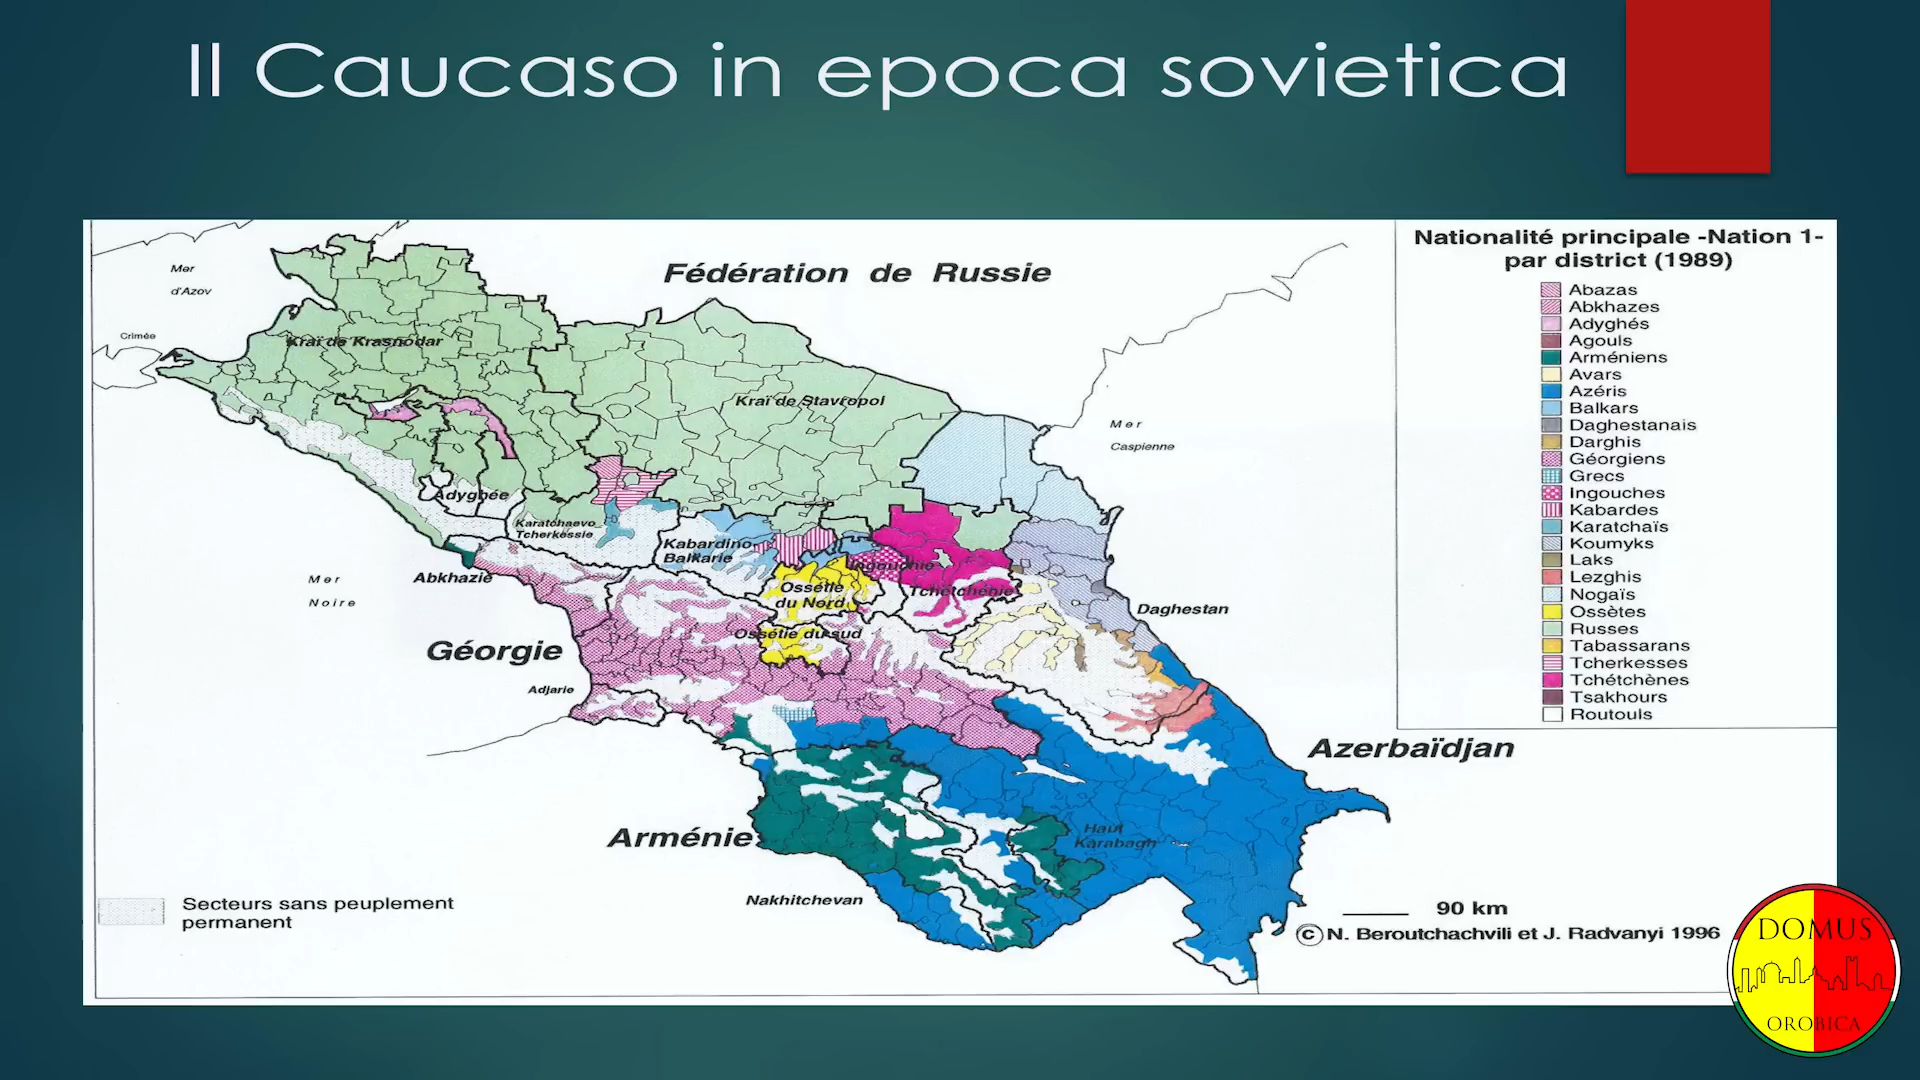 Il Caucaso in epoca sovietica
Fédération de Russie
Mer
d'Azov
Crimée
Kraï de Krasnodar
Kraï de Stavropol
Mer
Caspienne
Adyghée
Karatchaevo
Tcherkessie
Kabardino
Balkarie
Ingouchie
Tchétchénie
Ossétie
du Nord
Ossétie du sud
Abkhazie
Mer
Noire
Daghestan
Géorgie
Adjarie
Azerbaïdjan
Arménie
Haut
Karabagh
Nakhitchevan
Secteurs sans peuplement
permanent
90 km
© N. Beroutchachvili et J. Radvanyi 1996
Nationalité principale -Nation 1-
par district (1989)
Abazas
Abkhazes
Adyghés
Agouls
Arméniens
Avars
Azéris
Balkars
Daghestanais
Darghis
Géorgiens
Grecs
Ingouches
Kabardes
Karatchaïs
Koumyks
Laks
Lezghis
Nogaïs
Ossètes
Russes
Tabassarans
Tcherkesses
Tchétchènes
Tsakhours
Routouls
DOMUS
OROBICA